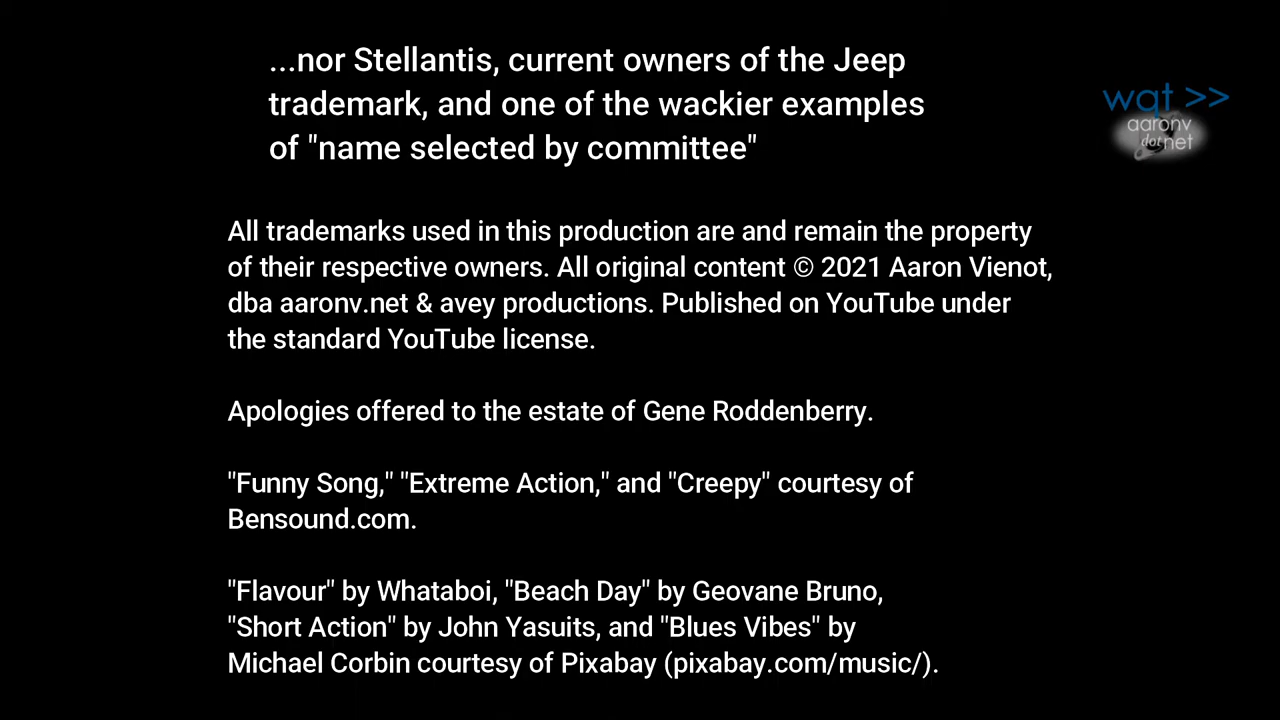 ...nor Stellantis, current owners of the Jeep
trademark, and one of the wackier examples
of "name selected by committee"
wqt >>
aaronv
dotnet
All trademarks used in this production are and remain the property
of their respective owners. All original content © 2021 Aaron Vienot,
dba aaronv.net & avey productions. Published on YouTube under
the standard YouTube license.
Apologies offered to the estate of Gene Roddenberry.
"Funny Song," "Extreme Action," and "Creepy" courtesy of
Bensound.com.
"Flavour" by Whataboi, "Beach Day" by Geovane Bruno,
"Short Action" by John Yasuits, and "Blues Vibes" by
Michael Corbin courtesy of Pixabay (pixabay.com/music/).